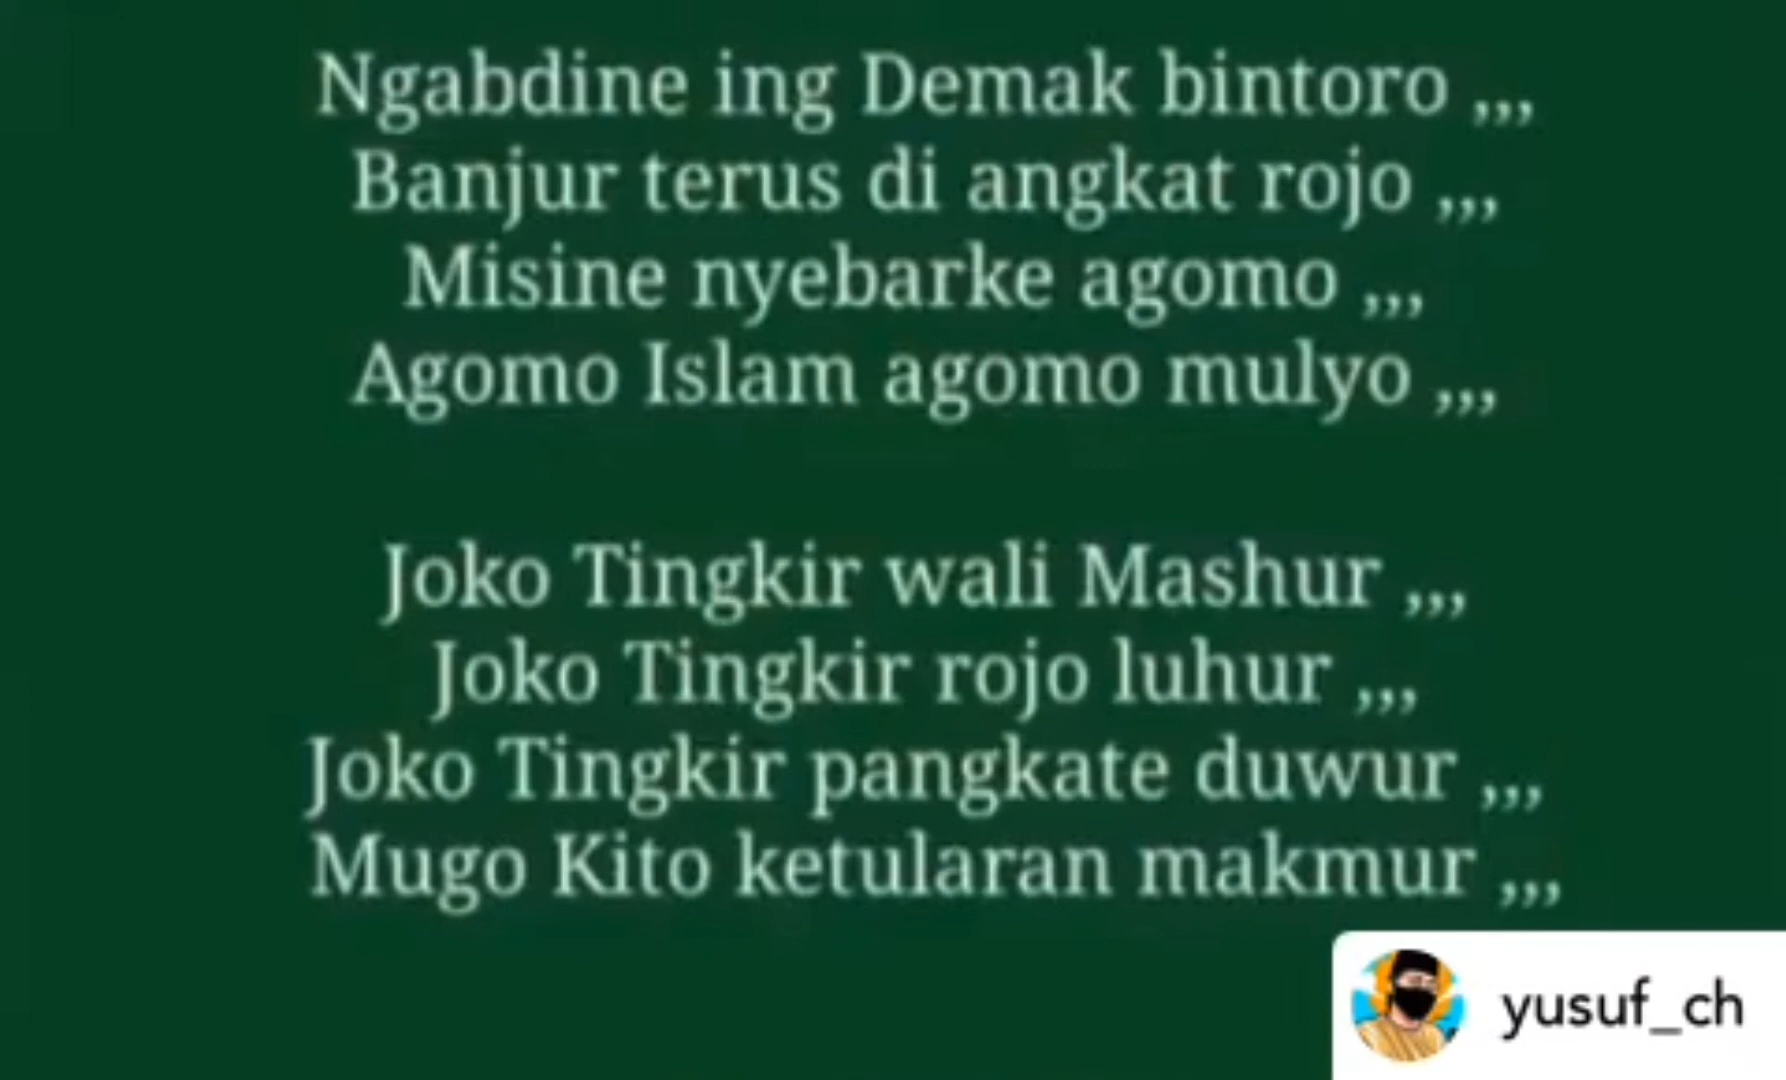 Ngabdine ing Demak bintoro ,,,
Banjur terus di angkat rojo ,,,
Misine nyebarke agomo ,,,
Agomo Islam agomo mulyo ,,,
Joko Tingkir wali Mashur ,,,
Joko Tingkir rojo luhur ,,,
Joko Tingkir pangkate duwur ,,,
Mugo Kito ketularan makmur ,,,
yusuf_ch